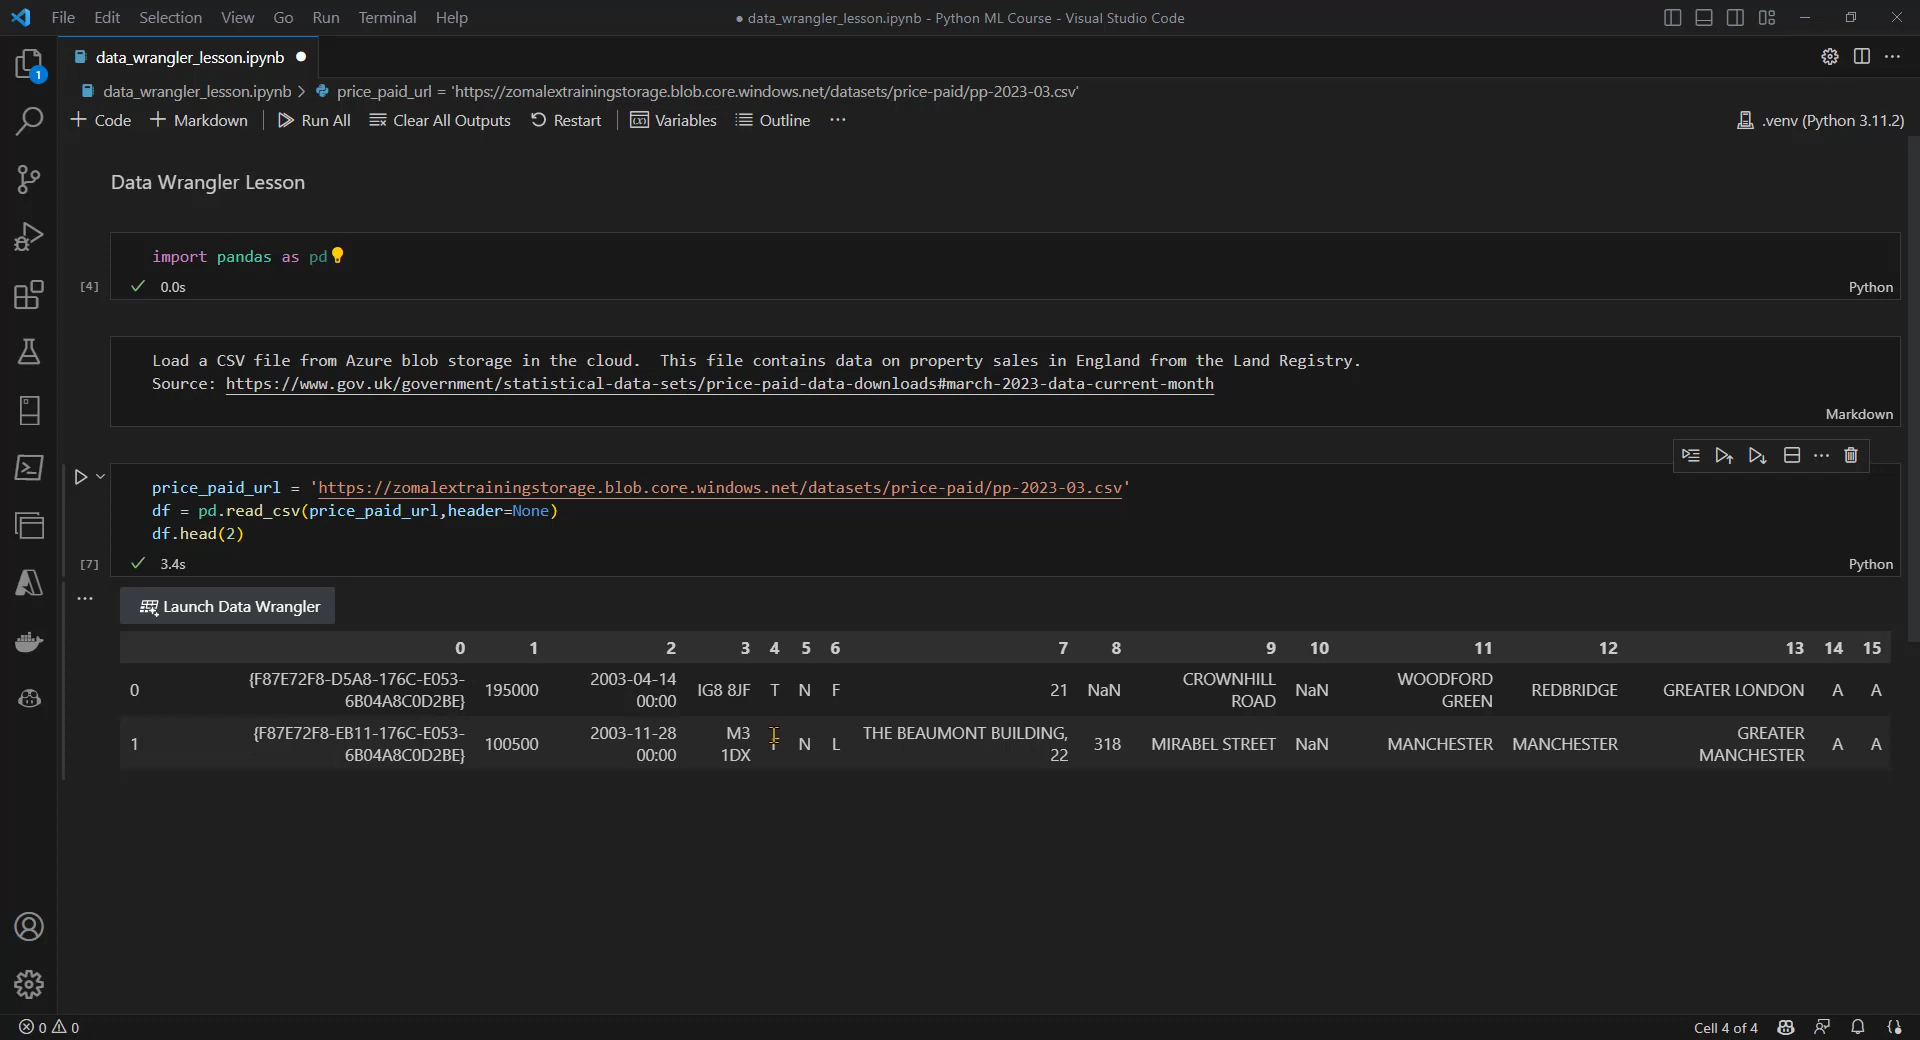 File Edit Selection View Go Run Terminal Help
● data_wrangler_lesson.ipynb - Python ML Course - Visual Studio Code
data_wrangler_lesson.ipynb ●
1
data_wrangler_lesson.ipynb > price_paid_url = 'https://zomalextrainingstorage.blob.core.windows.net/datasets/price-paid/pp-2023-03.csv'
+ Code + Markdown Run All Clear All Outputs Restart Variables Outline ... .venv (Python 3.11.2)
Data Wrangler Lesson
import pandas as pd
[4] ✓ 0.0s Python
Load a CSV file from Azure blob storage in the cloud.  This file contains data on property sales in England from the Land Registry.
Source: https://www.gov.uk/government/statistical-data-sets/price-paid-data-downloads#march-2023-data-current-month
Markdown
price_paid_url = 'https://zomalextrainingstorage.blob.core.windows.net/datasets/price-paid/pp-2023-03.csv'
df = pd.read_csv(price_paid_url,header=None)
df.head(2)
[7] ✓ 3.4s Python
Launch Data Wrangler
0 1 2 3 4 5 6 7 8 9 10 11 12 13 14 15
0 {F87E72F8-D5A8-176C-E053-6B04A8C0D2BE} 195000 2003-04-14 00:00 IG8 8JF T N F 21 NaN CROWNHILL ROAD NaN WOODFORD GREEN REDBRIDGE GREATER LONDON A A
1 {F87E72F8-EB11-176C-E053-6B04A8C0D2BE} 100500 2003-11-28 00:00 M3 1DX T N L THE BEAUMONT BUILDING, 22 318 MIRABEL STREET NaN MANCHESTER MANCHESTER GREATER MANCHESTER A A
0 0 Cell 4 of 4